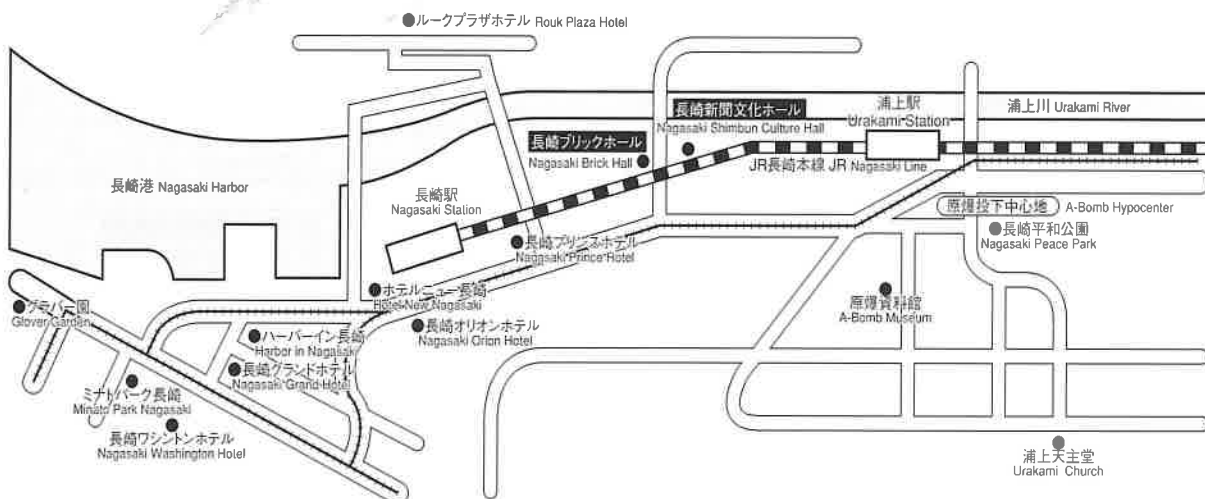 ルークプラザホテル Rouk Plaza Hotel
長崎新聞文化ホール
Nagasaki Shimbun Culture Hall
浦上駅
Urakami Station
浦上川 Urakami River
長崎ブリックホール
Nagasaki Brick Hall
JR長崎本線 JR Nagasaki Line
長崎港 Nagasaki Harbor
長崎駅
Nagasaki Station
原爆投下中心地 A-Bomb Hypocenter
長崎平和公園
Nagasaki Peace Park
長崎プリンスホテル
Nagasaki Prince Hotel
ホテルニュー長崎
Hotel New Nagasaki
原爆資料館
A-Bomb Museum
グラバー園
Glover Garden
長崎オリオンホテル
Nagasaki Orion Hotel
ハーバーイン長崎
Harbor in Nagasaki
長崎グランドホテル
Nagasaki Grand Hotel
ミナトパーク長崎
Minato Park Nagasaki
長崎ワシントンホテル
Nagasaki Washington Hotel
浦上天主堂
Urakami Church